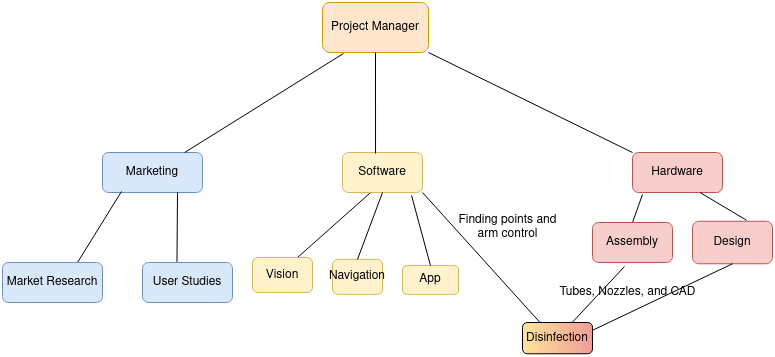 Project Manager
Marketing
Software
Hardware
Finding points and
arm control
Assembly
Design
Market Research
User Studies
Vision
Navigation
App
Tubes, Nozzles, and CAD
Disinfection